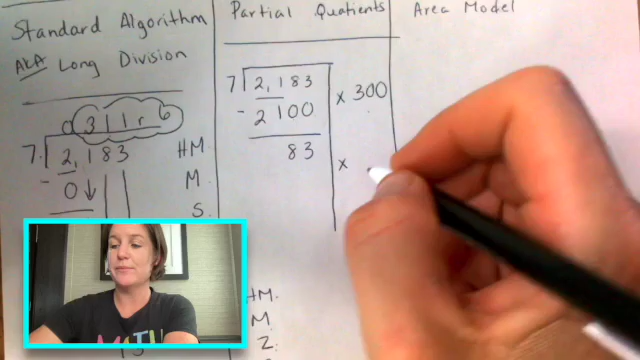 Standard Algorithm
AKA Long Division
0 3 1 1 r 6
7 2,183 HM
- 0 M
S
Partial Quotients
7 2,183
- 2 100 x 300
83 x
Area Model
HM.
M
Z
MATH